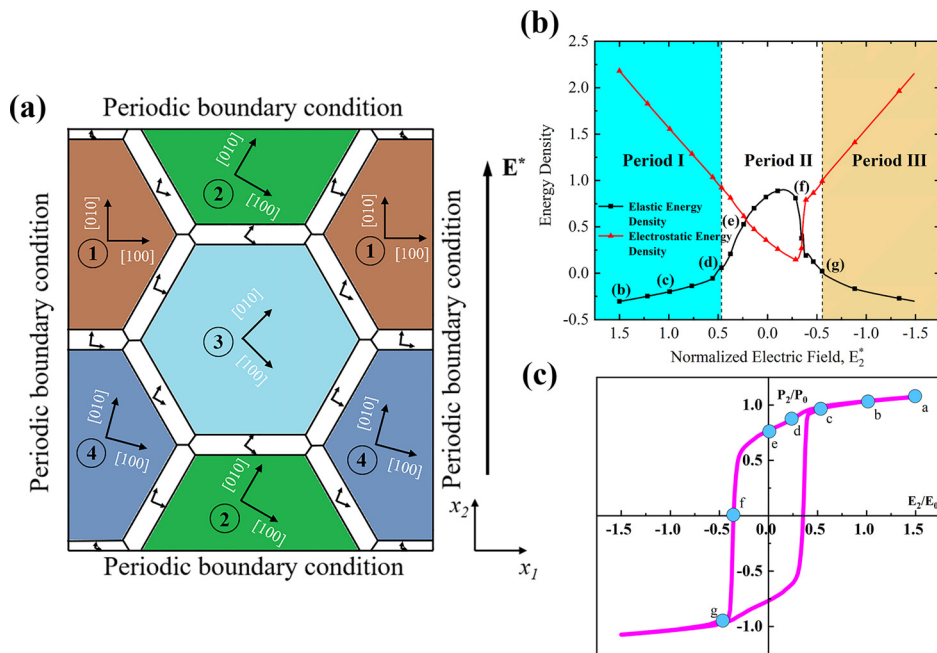 (a)
Periodic boundary condition
Periodic boundary condition
Periodic boundary condition
Periodic boundary condition
[010]
[100]
2
[010]
[100]
1
[010]
[100]
1
[010]
[100]
3
[010]
[100]
4
[010]
[100]
4
[010]
[100]
2
E*
x2
x1
(b)
Energy Density
2.5
2.0
1.5
1.0
0.5
0.0
-0.5
Period I
Period II
Period III
Elastic Energy
Density
Electrostatic Energy
Density
(b)
(c)
(d)
(e)
(f)
(g)
1.5
1.0
0.5
0.0
-0.5
-1.0
-1.5
Normalized Electric Field, E2*
(c)
P2/P0
1.0
0.5
-0.5
-1.0
E2/E0
-1.5
-1.0
-0.5
0.0
0.5
1.0
1.5
a
b
c
d
e
f
g